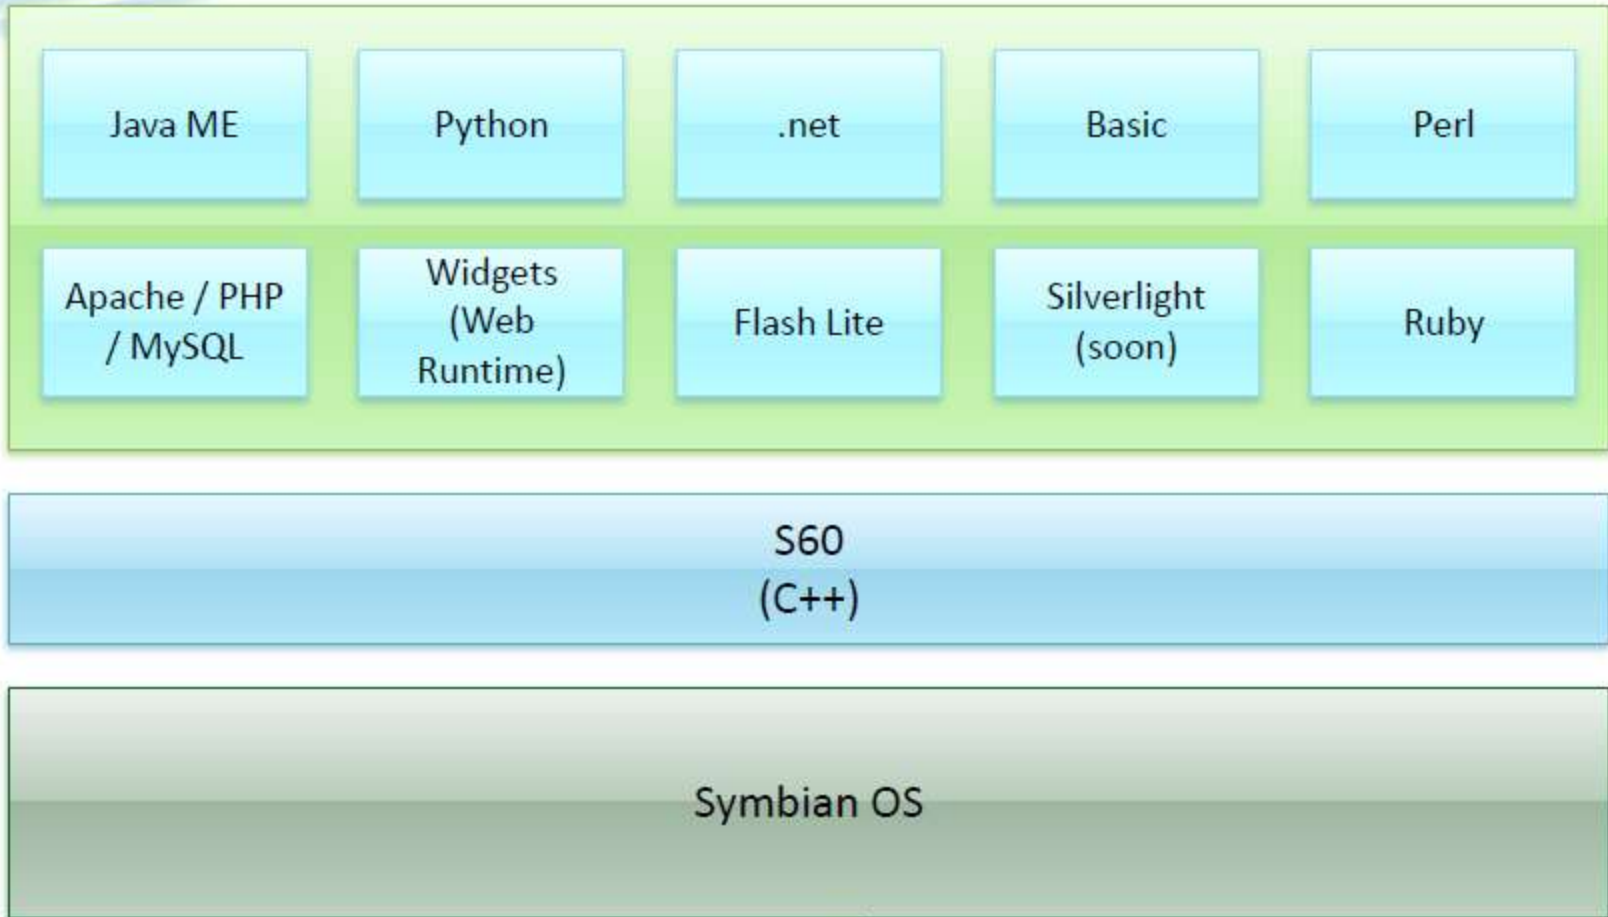 Java ME
Python
.net
Basic
Perl
Apache / PHP
/ MySQL
Widgets
(Web
Runtime)
Flash Lite
Silverlight
(soon)
Ruby
S60
(C++)
Symbian OS